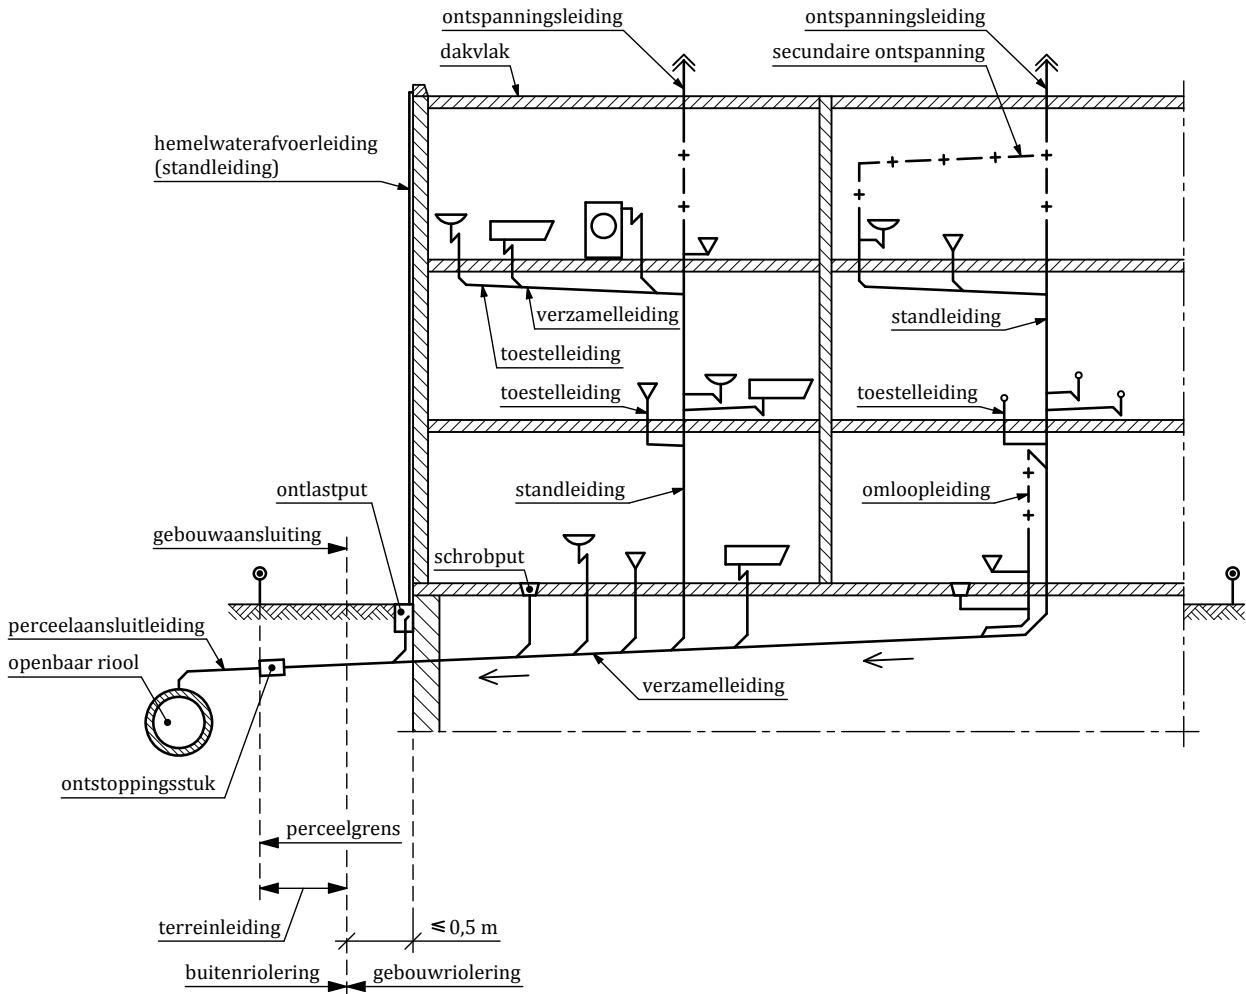 ontspanningsleiding
ontspanningsleiding
dakvlak
secundaire ontspanning
hemelwaterafvoerleiding
(standleiding)
verzamelleiding
standleiding
toestelleiding
toestelleiding
toestelleiding
ontlastput
standleiding
omloopleiding
gebouwaansluiting
schrobput
perceelaansluitleiding
openbaar riool
verzamelleiding
ontstoppingsstuk
perceelgrens
terreinleiding
≤ 0,5 m
buitenriolering
gebouwriolering